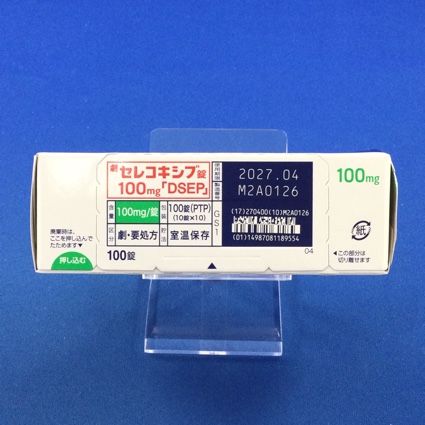 劇 セレコキシブ錠
100mg「DSEP」
含量 100mg/錠
包装 100錠(PTP)
(10錠×10)
区分 劇・要処方
貯法 室温保存
100錠
使用期限 2027.04
製造番号 M2A0126
GS1
(17)270400(10)M2A0126
(01)14987081189554
04
100mg
廃棄時は、
ここを押し込んで
たためます▼
押し込む
紙
◀この部分は
切り離せます